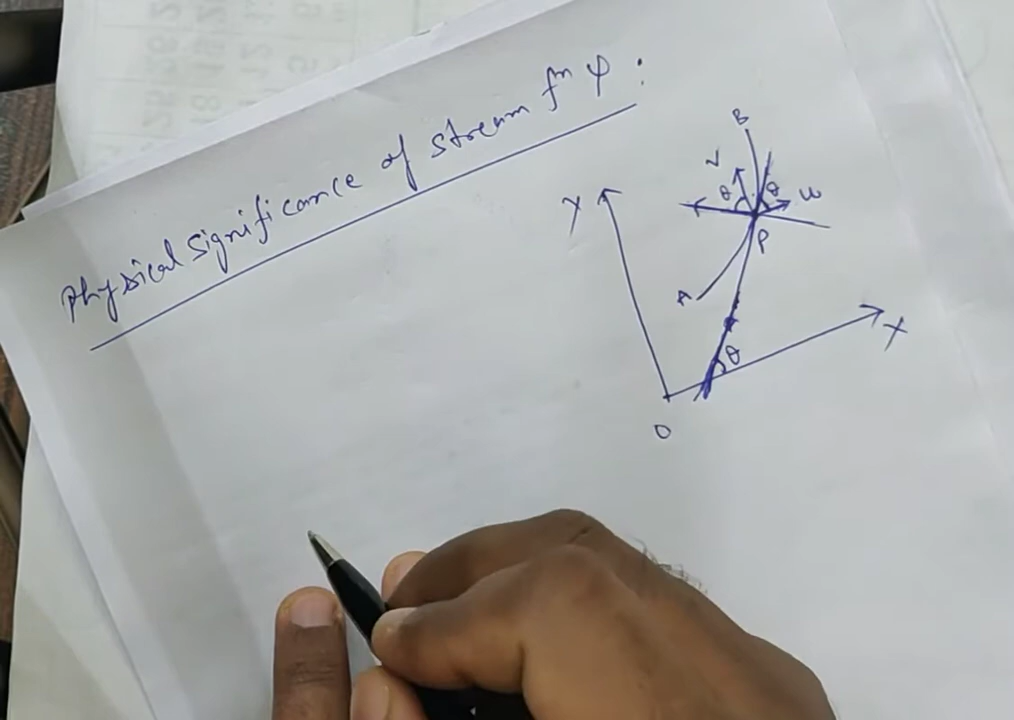 Physical Significance of stream fn ψ :
B
v
θ
θ
u
Y
P
A
X
θ
O